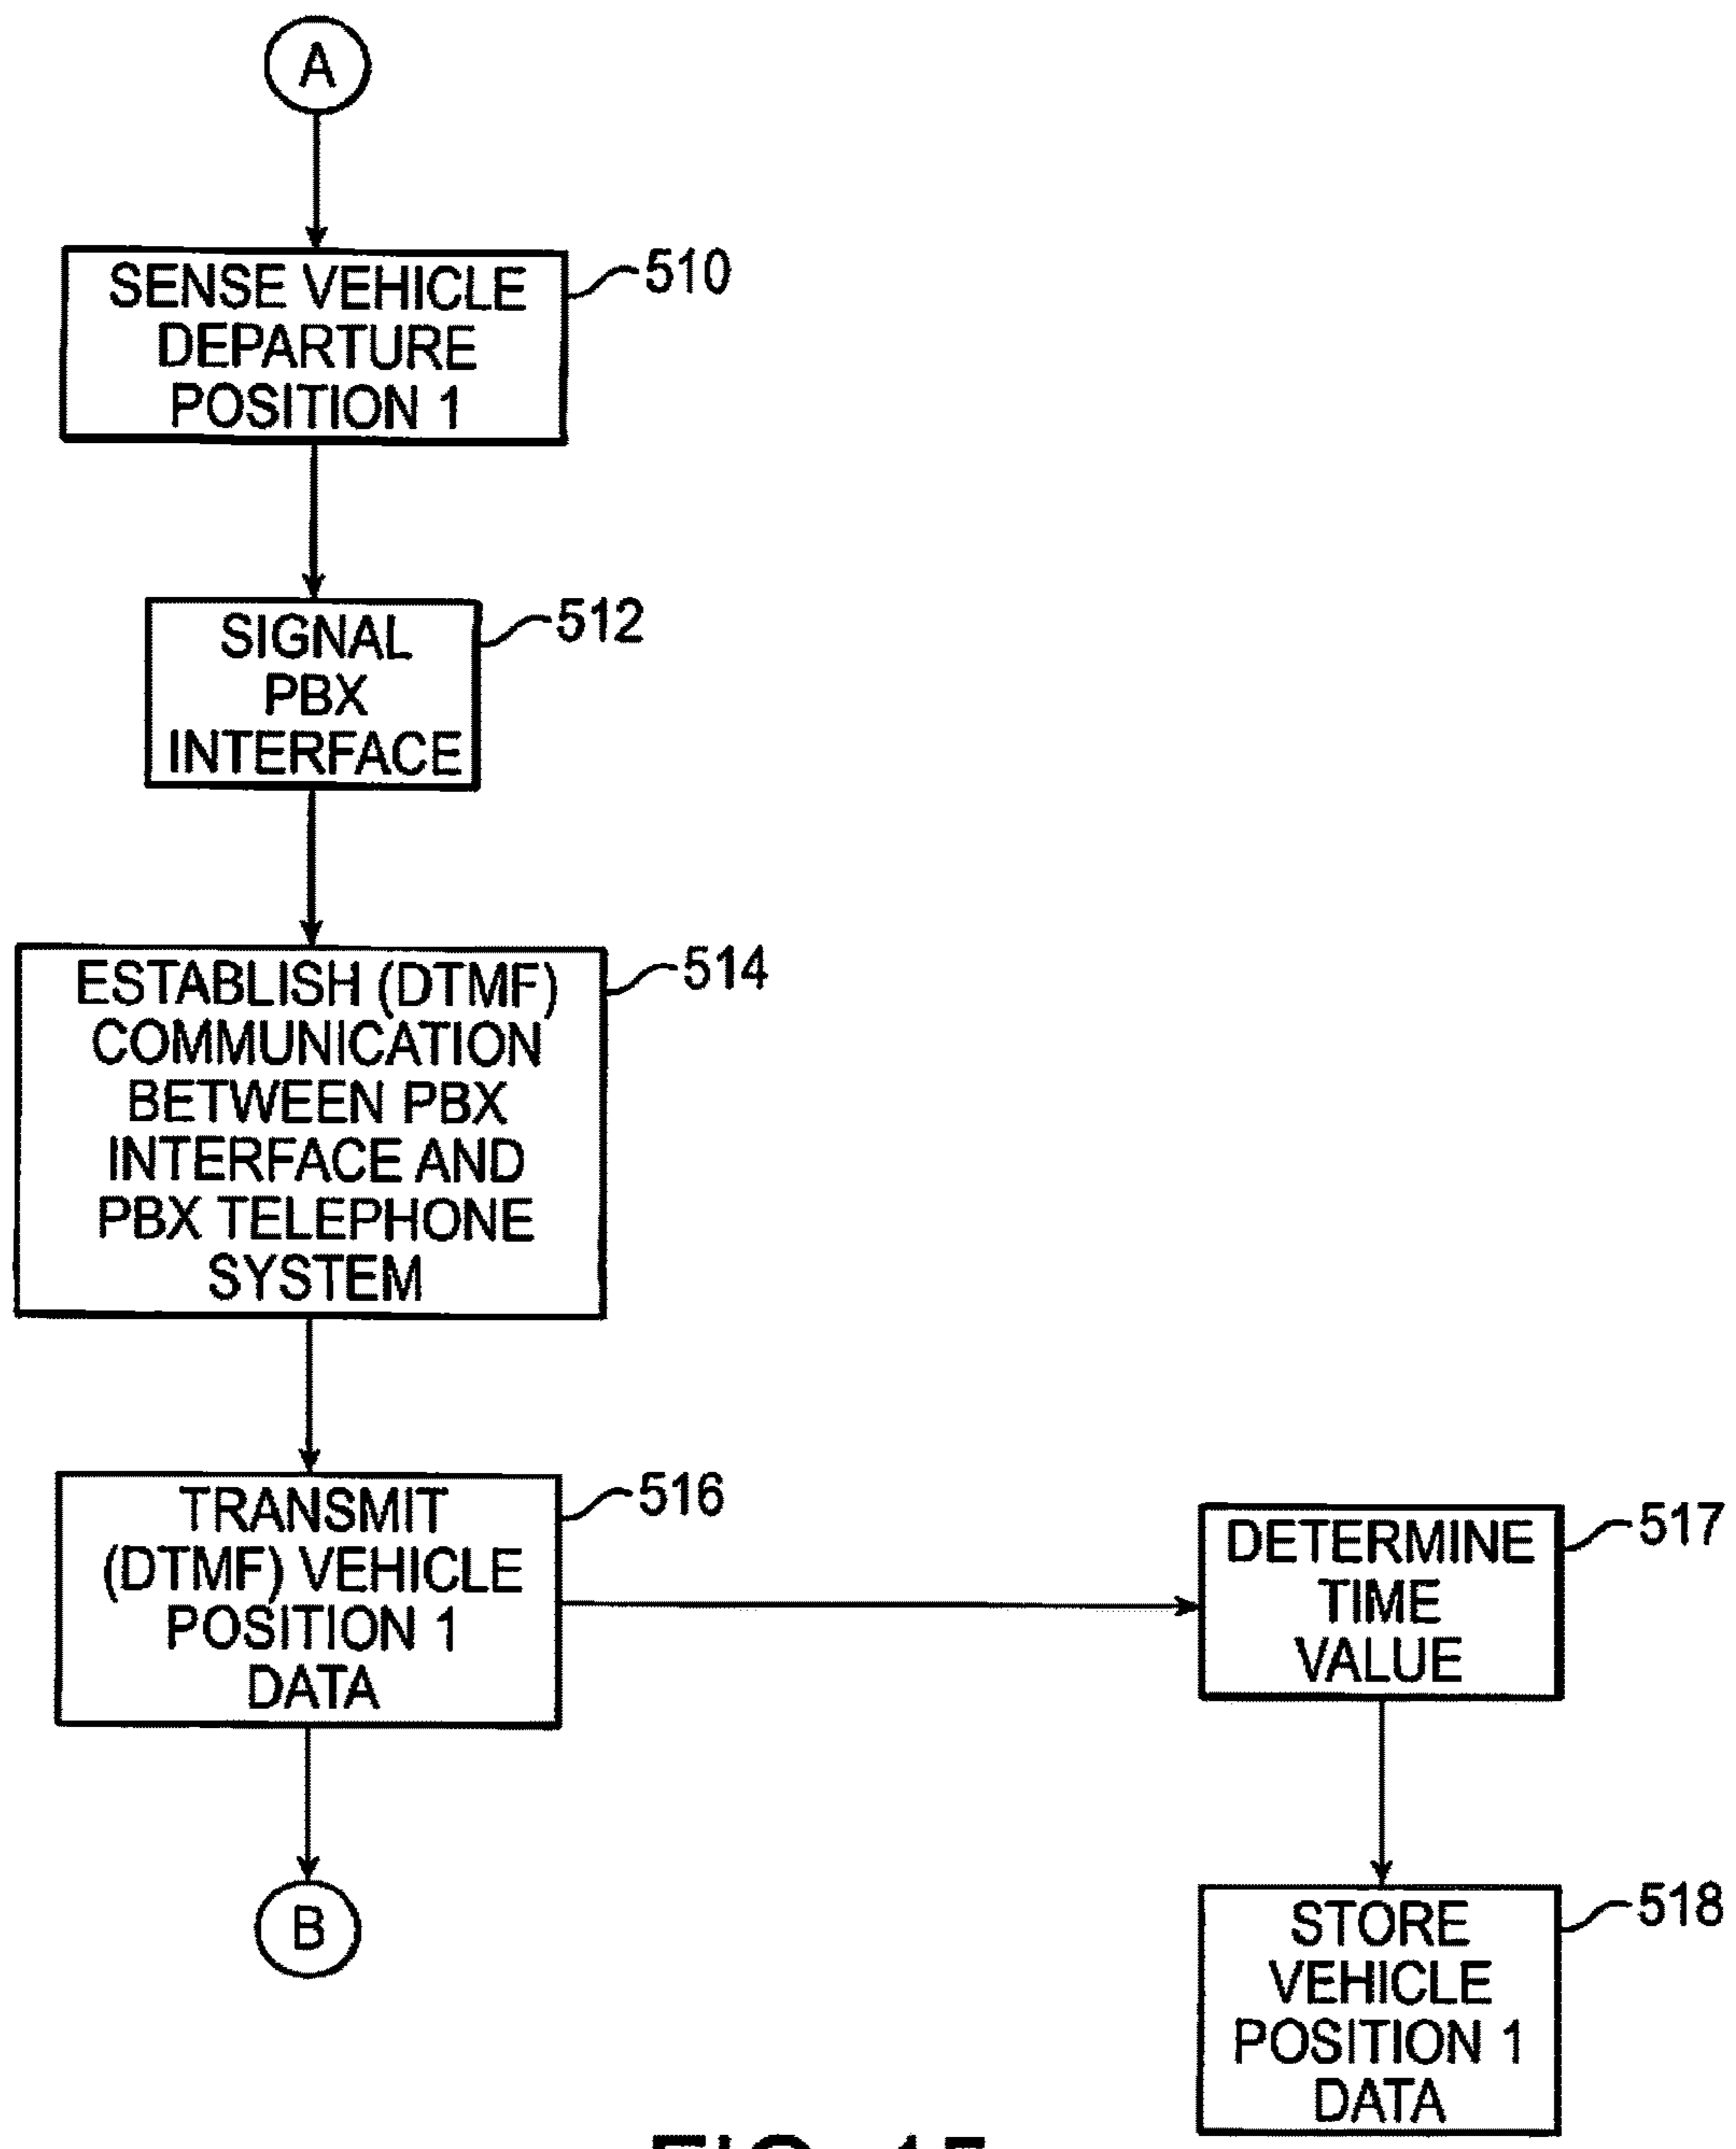 A
SENSE VEHICLE
DEPARTURE
POSITION 1
510
SIGNAL
PBX
INTERFACE
512
ESTABLISH (DTMF)
COMMUNICATION
BETWEEN PBX
INTERFACE AND
PBX TELEPHONE
SYSTEM
514
TRANSMIT
(DTMF) VEHICLE
POSITION 1
DATA
516
DETERMINE
TIME
VALUE
517
B
STORE
VEHICLE
POSITION 1
DATA
518